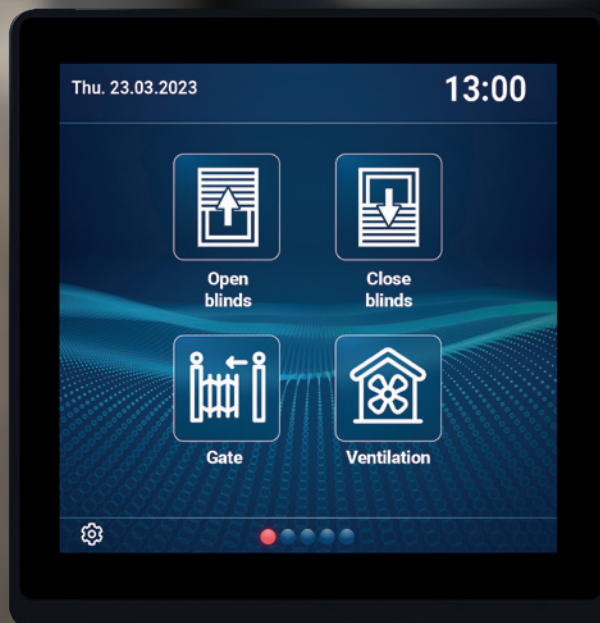 Thu. 23.03.2023
13:00
Open
blinds
Close
blinds
Gate
Ventilation